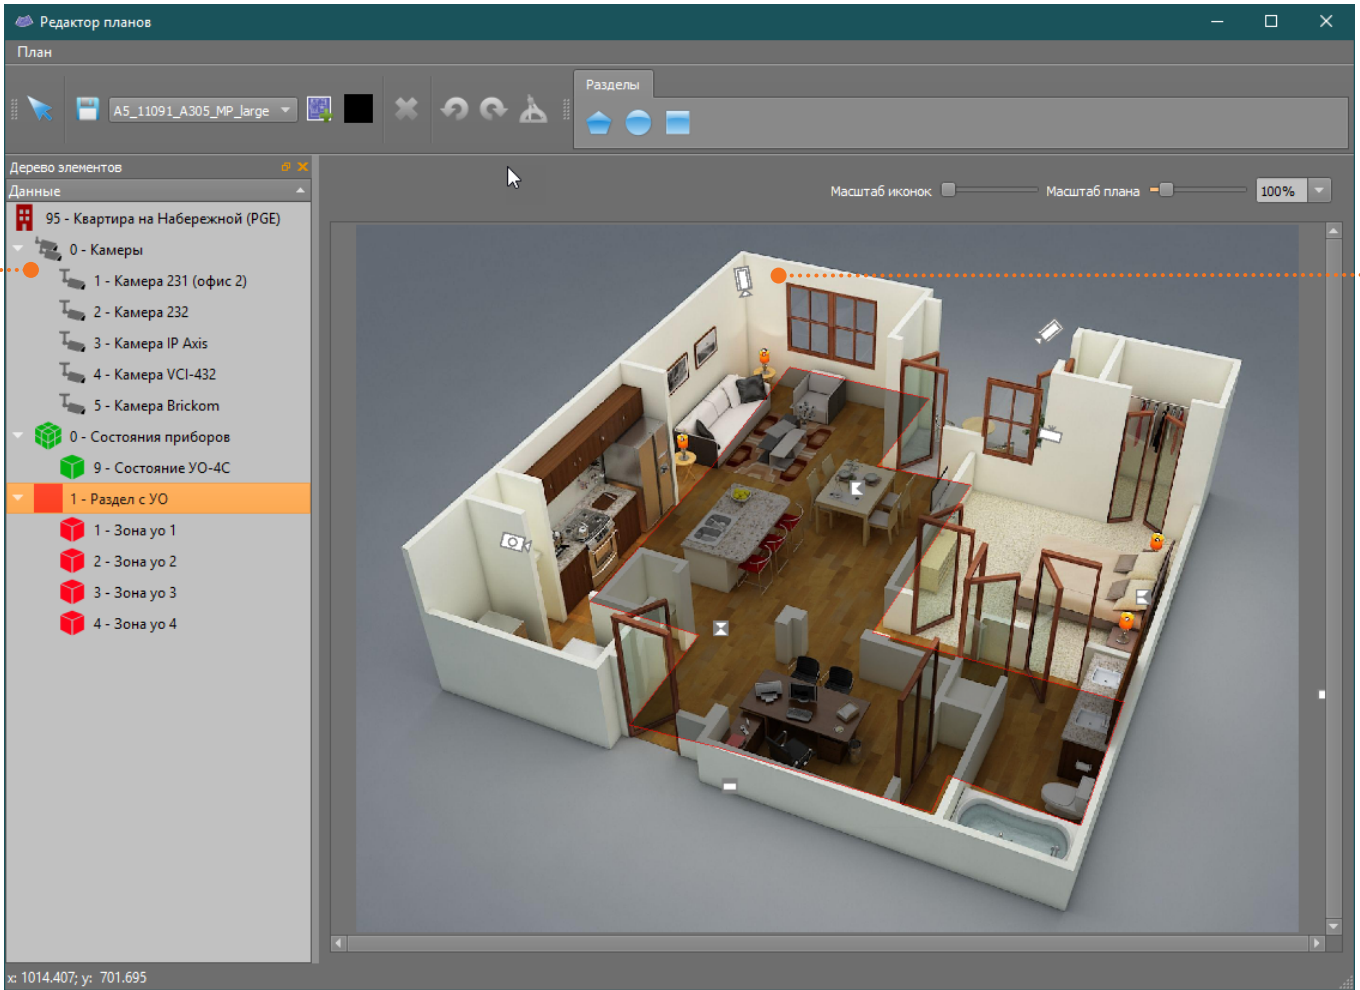 Редактор планов
План
A5_11091_A305_MP_large
Разделы
Дерево элементов
Данные
Масштаб иконок
Масштаб плана
100%
95 - Квартира на Набережной (PGE)
0 - Камеры
1 - Камера 231 (офис 2)
2 - Камера 232
3 - Камера IP Axis
4 - Камера VCI-432
5 - Камера Brickom
0 - Состояния приборов
9 - Состояние УО-4С
1 - Раздел с УО
1 - Зона уо 1
2 - Зона уо 2
3 - Зона уо 3
4 - Зона уо 4
x: 1014.407; y: 701.695